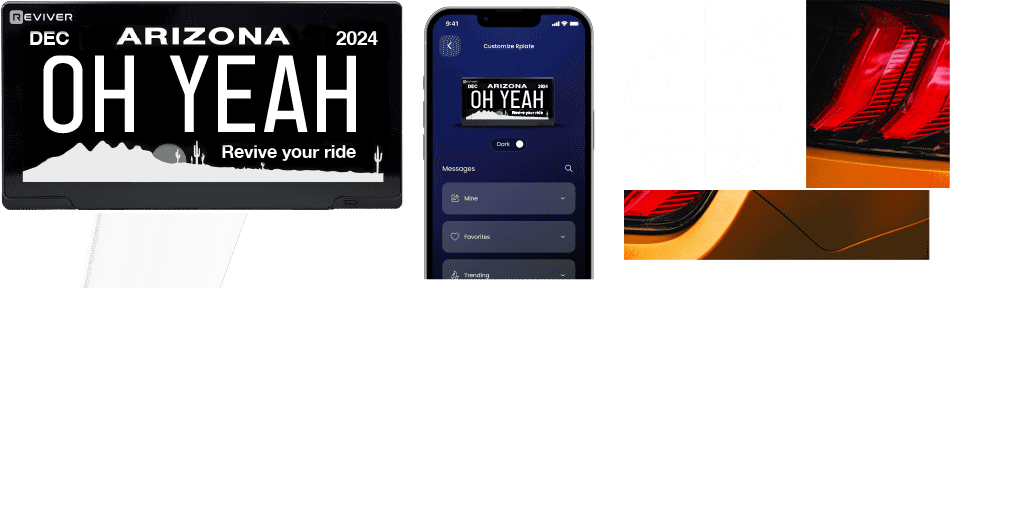 REVIVER
DEC ARIZONA 2024
OH YEAH
Revive your ride
9:41
Customize Rplate
REVIVER
DEC ARIZONA 2024
OH YEAH
Revive your ride
Dark
Messages
Mine
Favorites
Trending